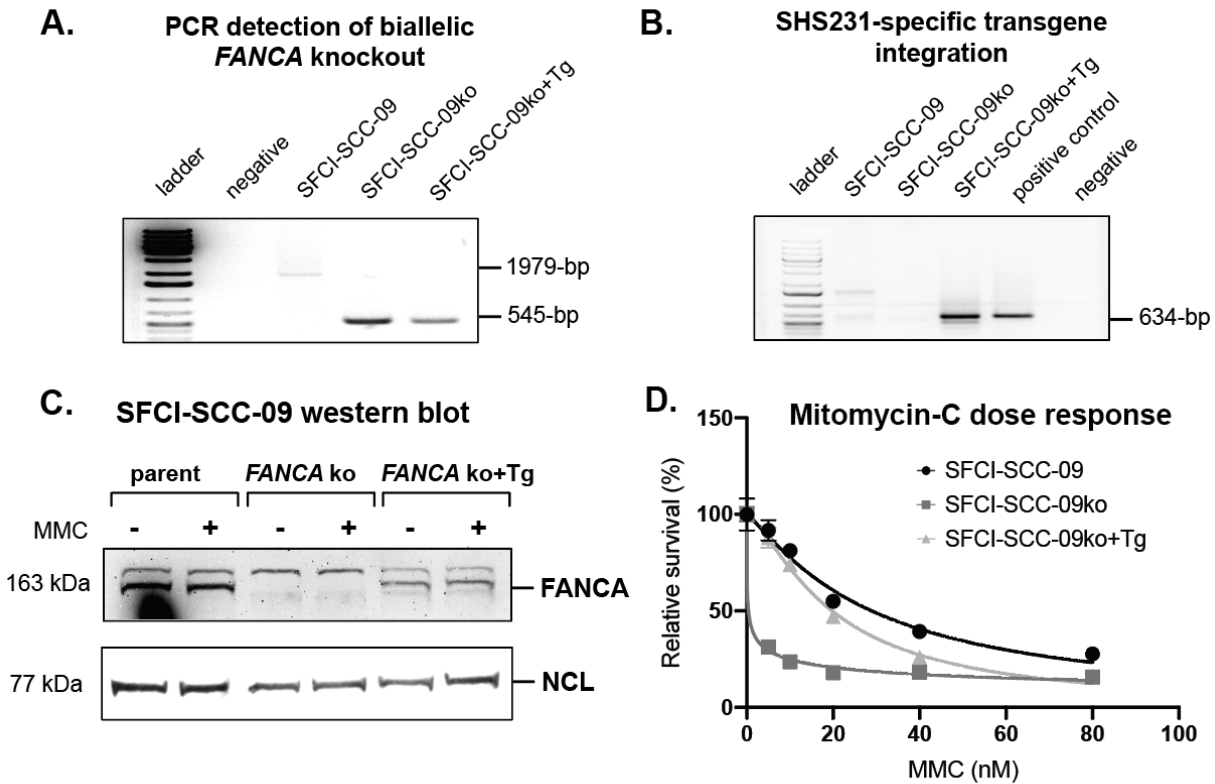 A.
PCR detection of biallelic
FANCA knockout
ladder
negative
SFCI-SCC-09
SFCI-SCC-09ko
SFCI-SCC-09ko+Tg
1979-bp
545-bp
B.
SHS231-specific transgene
integration
ladder
SFCI-SCC-09
SFCI-SCC-09ko
SFCI-SCC-09ko+Tg
positive control
negative
634-bp
C.
SFCI-SCC-09 western blot
parent FANCA ko FANCA ko+Tg
MMC - + - + - +
163 kDa
FANCA
77 kDa
NCL
D.
Mitomycin-C dose response
SFCI-SCC-09
SFCI-SCC-09ko
SFCI-SCC-09ko+Tg
Relative survival (%)
150
100
50
0
0 20 40 60 80 100
MMC (nM)